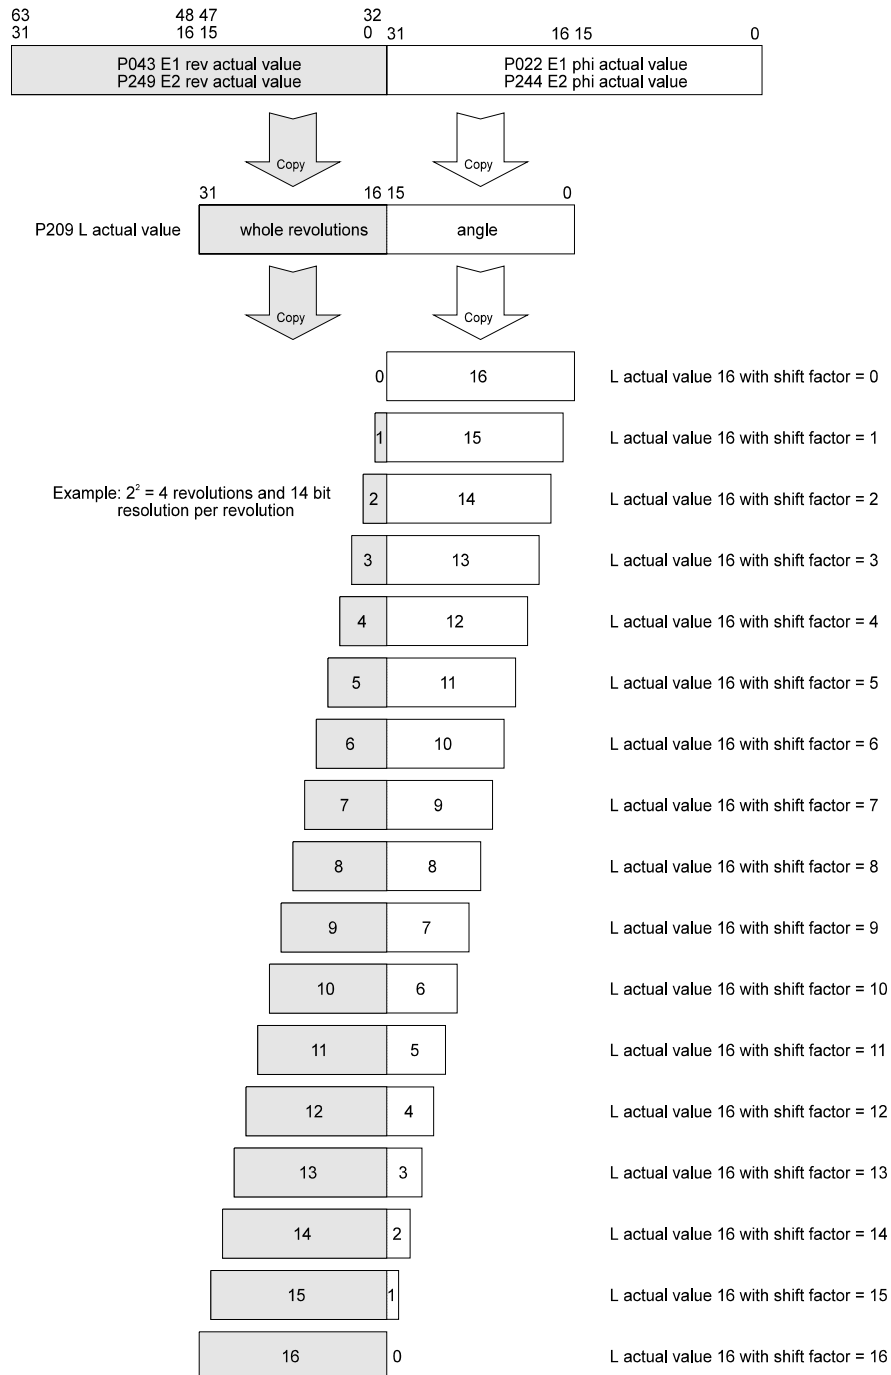 63 48 47 32
31 16 15 0 31 16 15 0
P043 E1 rev actual value P022 E1 phi actual value
P249 E2 rev actual value P244 E2 phi actual value
Copy Copy
31 16 15 0
P209 L actual value whole revolutions angle
Copy Copy
0 16 L actual value 16 with shift factor = 0
1 15 L actual value 16 with shift factor = 1
Example: 2² = 4 revolutions and 14 bit
resolution per revolution
2 14 L actual value 16 with shift factor = 2
3 13 L actual value 16 with shift factor = 3
4 12 L actual value 16 with shift factor = 4
5 11 L actual value 16 with shift factor = 5
6 10 L actual value 16 with shift factor = 6
7 9 L actual value 16 with shift factor = 7
8 8 L actual value 16 with shift factor = 8
9 7 L actual value 16 with shift factor = 9
10 6 L actual value 16 with shift factor = 10
11 5 L actual value 16 with shift factor = 11
12 4 L actual value 16 with shift factor = 12
13 3 L actual value 16 with shift factor = 13
14 2 L actual value 16 with shift factor = 14
15 1 L actual value 16 with shift factor = 15
16 0 L actual value 16 with shift factor = 16